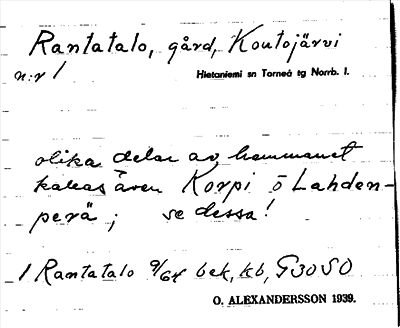 Rantatalo, gård, Koutojärvi
n:r 1 Hietaniemi sn Torneå tg Norrb. l.
olika delar av hemmanet
kallas även Korpi o Lahden-
perä; se dessa!
1 Rantatalo 9/64 bek, kb, G30SO
O. ALEXANDERSSON 1939.